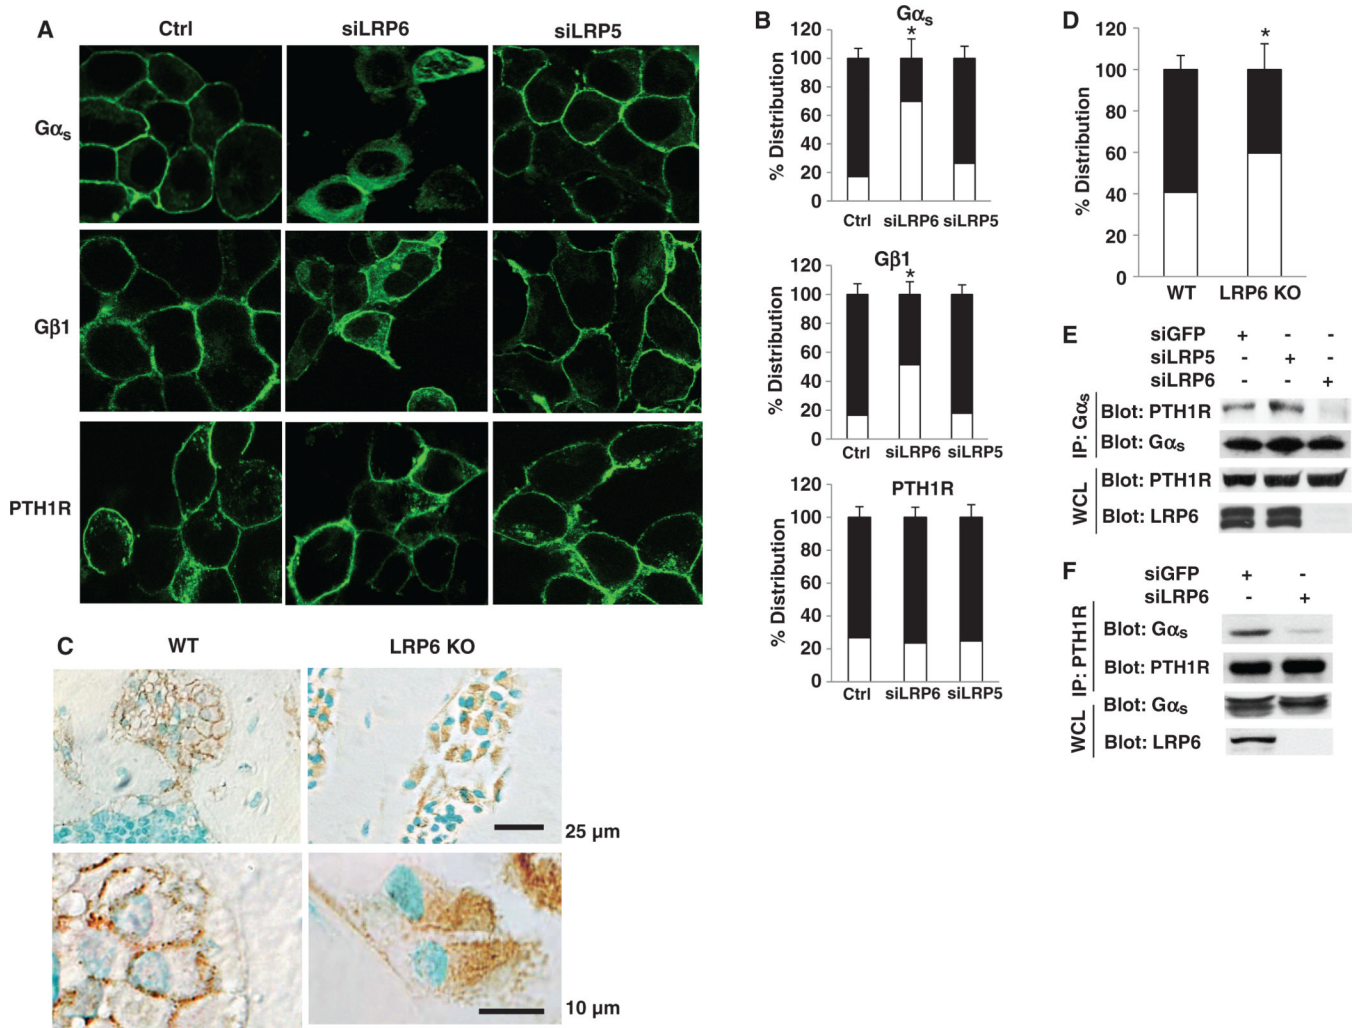 A
Ctrl
siLRP6
siLRP5
Gαs
Gβ1
PTH1R
B
Gαs
% Distribution
120
100
80
60
40
20
0
*
Ctrl
siLRP6
siLRP5
Gβ1
% Distribution
120
100
80
60
40
20
0
*
Ctrl
siLRP6
siLRP5
PTH1R
% Distribution
120
100
80
60
40
20
0
Ctrl
siLRP6
siLRP5
C
WT
LRP6 KO
25 μm
10 μm
D
% Distribution
120
100
80
60
40
20
0
*
WT
LRP6 KO
E
siGFP + - -
siLRP5 - + -
siLRP6 - - +
IP: Gαs
Blot: PTH1R
Blot: Gαs
WCL
Blot: PTH1R
Blot: LRP6
F
siGFP + -
siLRP6 - +
IP: PTH1R
Blot: Gαs
Blot: PTH1R
WCL
Blot: Gαs
Blot: LRP6